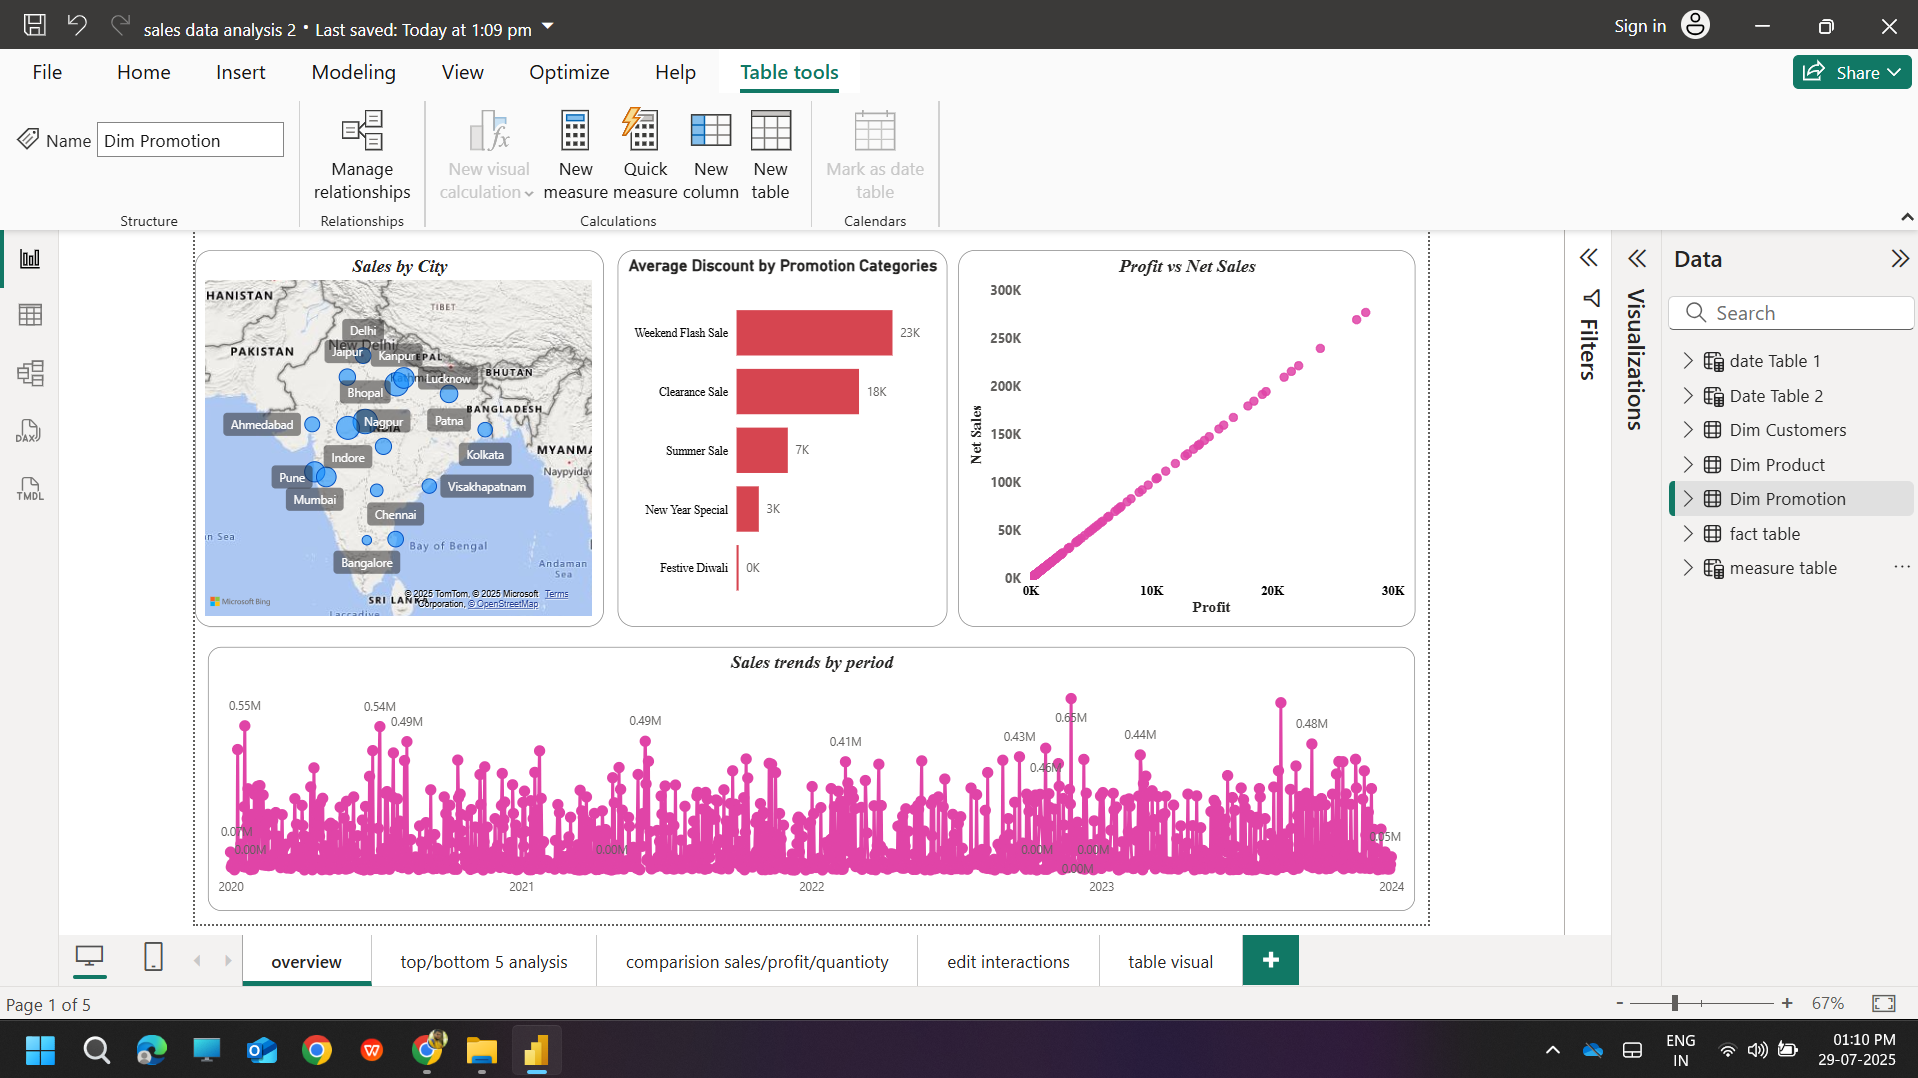 sales data analysis 2 • Last saved: Today at 1:09 pm
Sign in
File
Home
Insert
Modeling
View
Optimize
Help
Table tools
Share
Name
Dim Promotion
Manage relationships
New visual calculation
New measure
Quick measure
New column
New table
Mark as date table
Structure
Relationships
Calculations
Calendars
Sales by City
HANISTAN
TIBET
Delhi
New Delhi
Jaipur
Kanpur
EPAL
PAKISTAN
Lucknow
BHUTAN
Bhopal
BANGLADESH
Ahmedabad
Nagpur
Patna
Indore
Kolkata
MYANMA
Naypyidaw
Pune
Mumbai
Visakhapatnam
Chennai
n Sea
Bay of Bengal
Bangalore
Andaman Sea
© 2025 TomTom, © 2025 Microsoft Corporation, © OpenStreetMap
Terms
Microsoft Bing
SRI LANKA
Laccadive
Average Discount by Promotion Categories
Weekend Flash Sale
23K
Clearance Sale
18K
Summer Sale
7K
New Year Special
3K
Festive Diwali
0K
Profit vs Net Sales
300K
250K
200K
150K
100K
50K
0K
Net Sales
0K
10K
20K
30K
Profit
Sales trends by period
0.55M
0.54M
0.49M
0.49M
0.41M
0.43M
0.46M
0.65M
0.44M
0.48M
0.07M
0.00M
0.00M
0.00M
0.00M
0.00M
0.05M
2020
2021
2022
2023
2024
Filters
Visualizations
Data
Search
date Table 1
Date Table 2
Dim Customers
Dim Product
Dim Promotion
fact table
measure table
DAX
TMDL
overview
top/bottom 5 analysis
comparision sales/profit/quantioty
edit interactions
table visual
Page 1 of 5
67%
ENG
IN
01:10 PM
29-07-2025